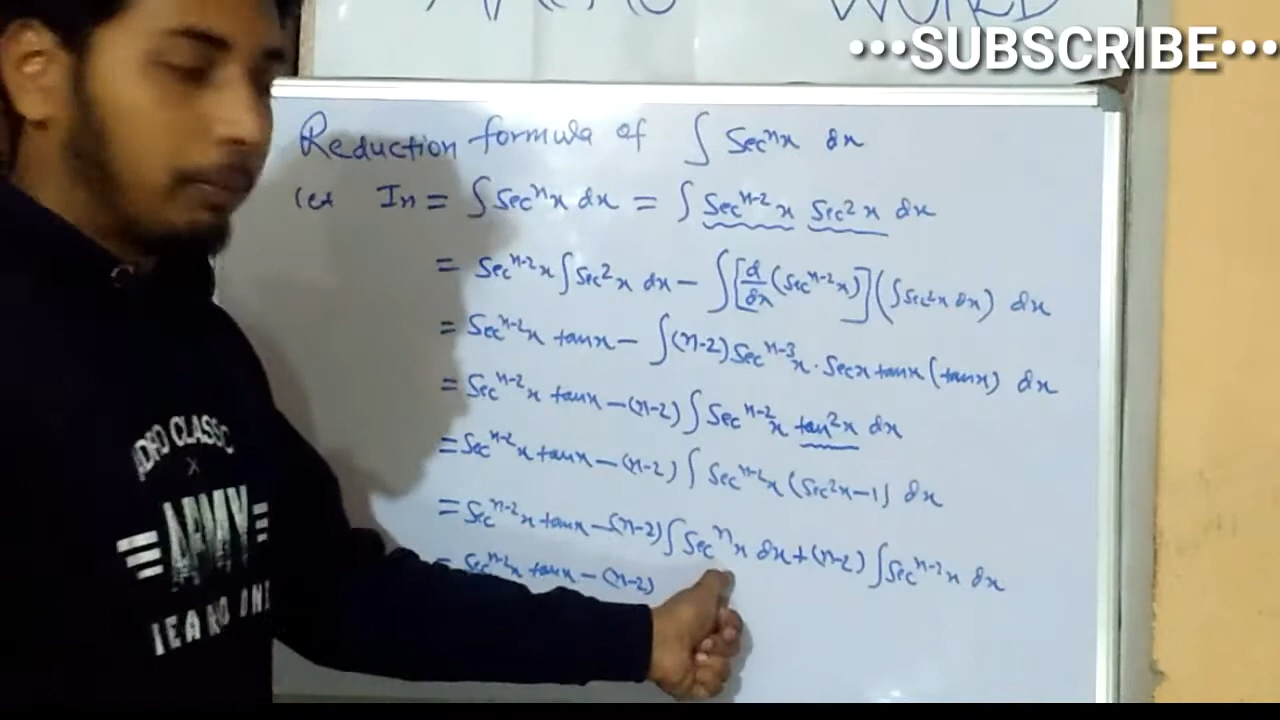 WORLD
•••SUBSCRIBE•••
Reduction formula of ∫ Secⁿx dx
Let Iₙ = ∫ Secⁿx dx = ∫ Secⁿ⁻²x Sec²x dx
= Secⁿ⁻²x ∫ Sec²x dx − ∫ [d/dx (Secⁿ⁻²x)] (∫ Sec²x dx) dx
= Secⁿ⁻²x tanx − ∫ (n-2) Secⁿ⁻³x · Secx tanx (tanx) dx
= Secⁿ⁻²x tanx − (n-2) ∫ Secⁿ⁻²x tan²x dx
= Secⁿ⁻²x tanx − (n-2) ∫ Secⁿ⁻²x (Sec²x − 1) dx
= Secⁿ⁻²x tanx − (n-2) ∫ Secⁿx dx + (n-2) ∫ Secⁿ⁻²x dx
= Secⁿ⁻²x tanx − (n-2)
CLASSIC
×
ARMY